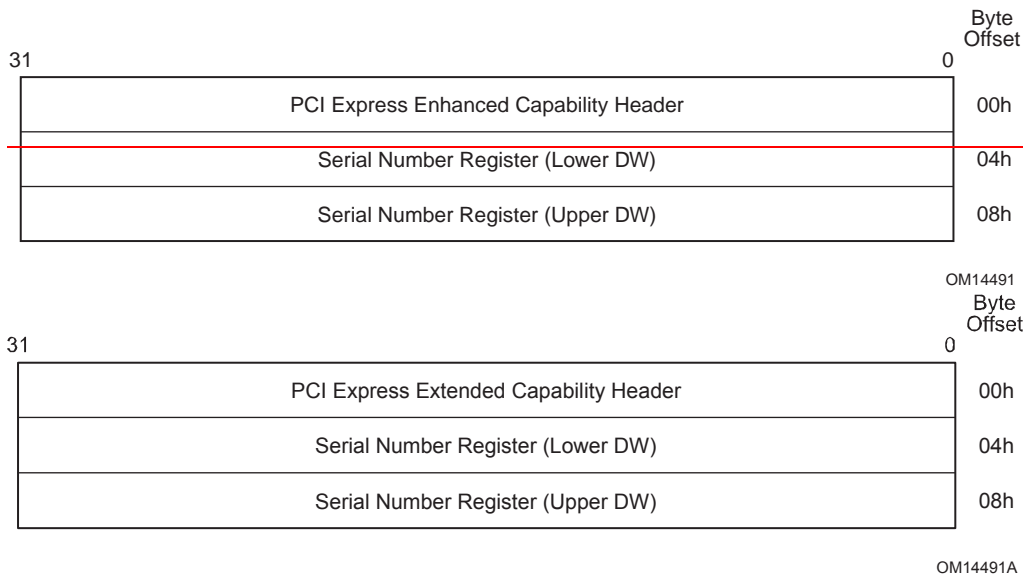 Byte
Offset
31 0
PCI Express Enhanced Capability Header 00h
Serial Number Register (Lower DW) 04h
Serial Number Register (Upper DW) 08h
OM14491
Byte
Offset
31 0
PCI Express Extended Capability Header 00h
Serial Number Register (Lower DW) 04h
Serial Number Register (Upper DW) 08h
OM14491A